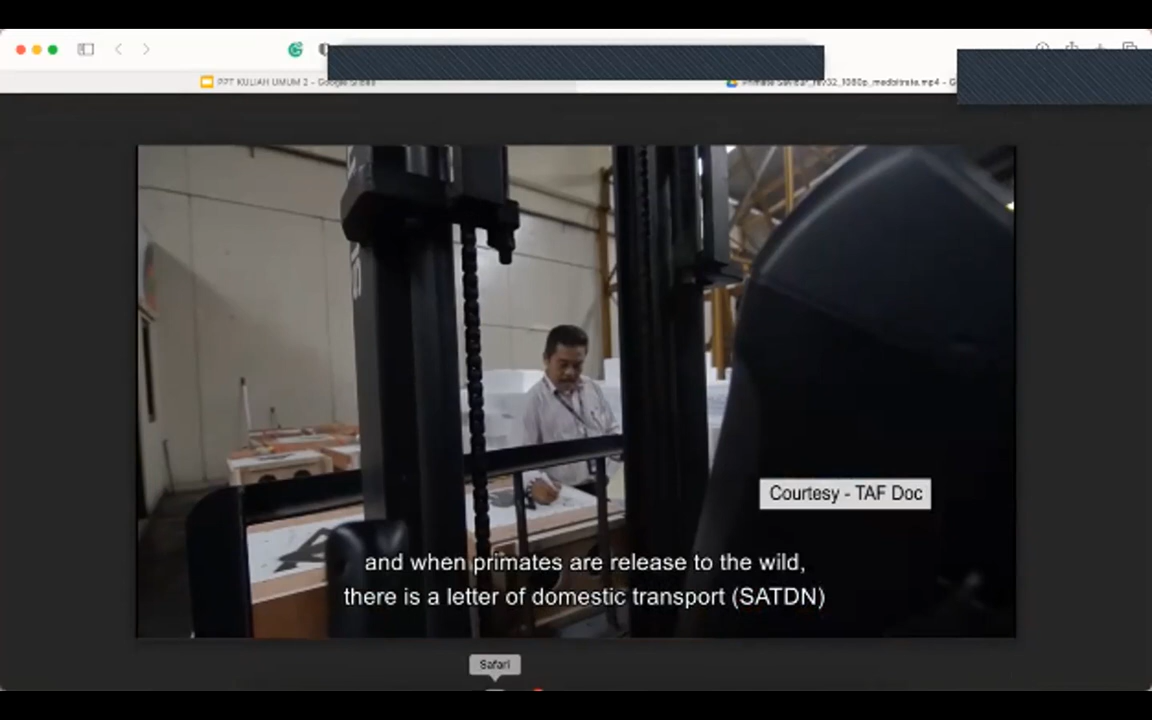 PPT KULIAH UMUM 2 - Google Slides
Courtesy - TAF Doc
and when primates are release to the wild,
there is a letter of domestic transport (SATDN)
Safari